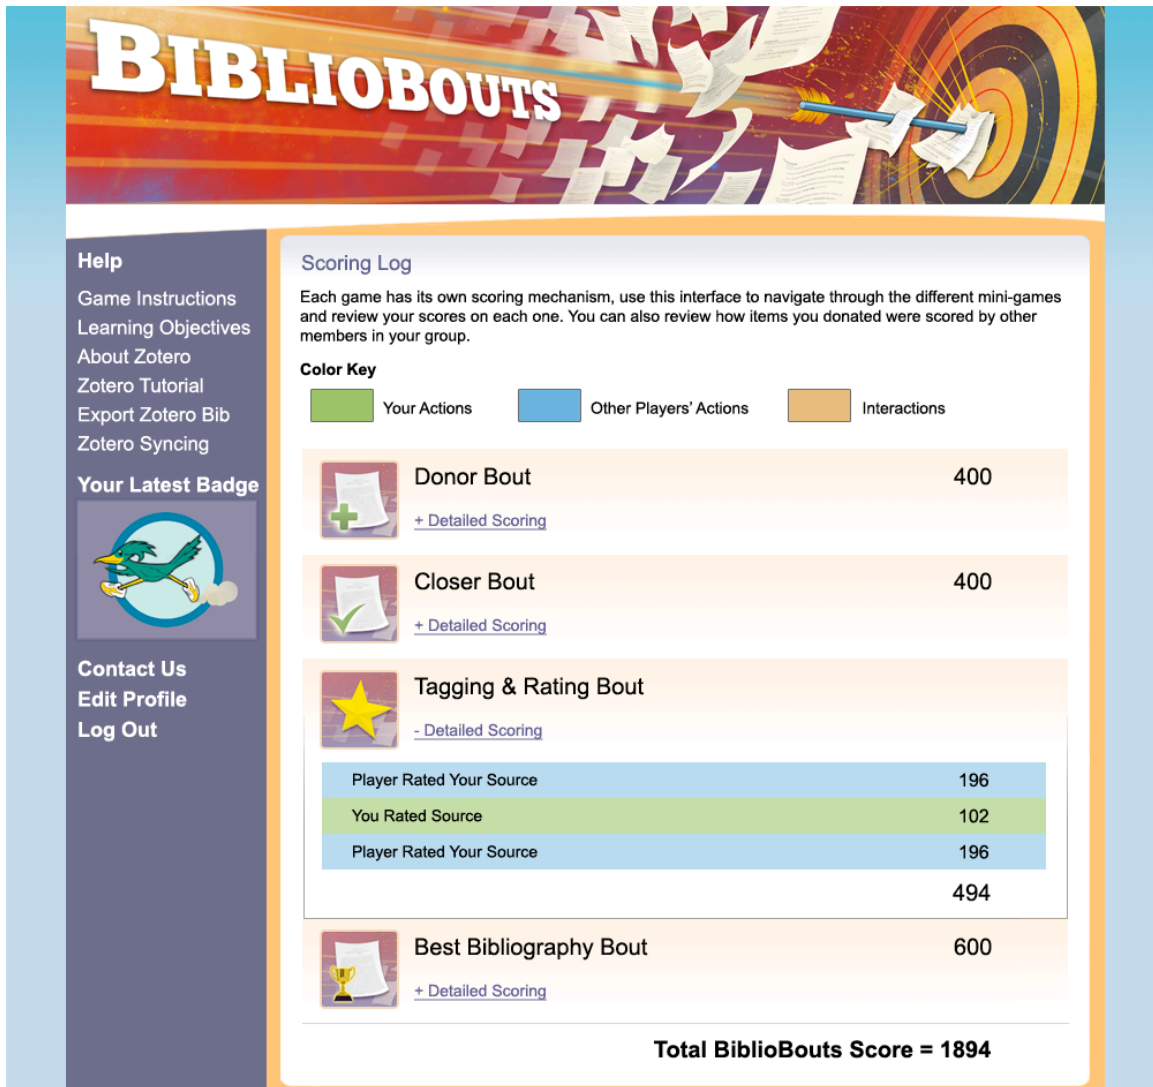 BIBLIOBOUTS
Help
Game Instructions
Learning Objectives
About Zotero
Zotero Tutorial
Export Zotero Bib
Zotero Syncing
Your Latest Badge
Contact Us
Edit Profile
Log Out
Scoring Log
Each game has its own scoring mechanism, use this interface to navigate through the different mini-games
and review your scores on each one. You can also review how items you donated were scored by other
members in your group.
Color Key
Your Actions Other Players' Actions Interactions
Donor Bout 400
+ Detailed Scoring
Closer Bout 400
+ Detailed Scoring
Tagging & Rating Bout
- Detailed Scoring
Player Rated Your Source 196
You Rated Source 102
Player Rated Your Source 196
494
Best Bibliography Bout 600
+ Detailed Scoring
Total BiblioBouts Score = 1894